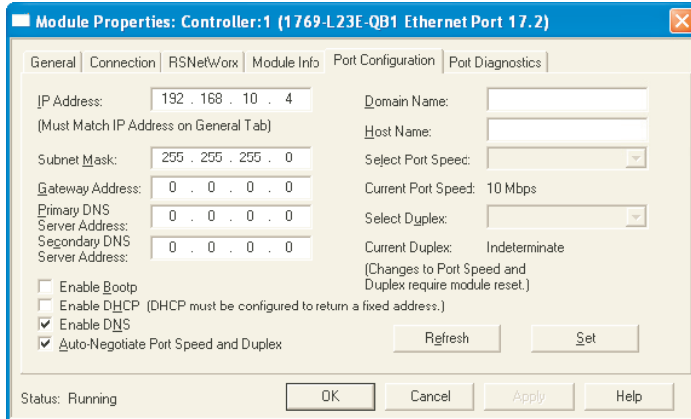 Module Properties: Controller:1 (1769-L23E-QB1 Ethernet Port 17.2)
General Connection RSNetWorx Module Info Port Configuration Port Diagnostics
IP Address: 192 . 168 . 10 . 4
(Must Match IP Address on General Tab)
Subnet Mask: 255 . 255 . 255 . 0
Gateway Address: 0 . 0 . 0 . 0
Primary DNS
Server Address: 0 . 0 . 0 . 0
Secondary DNS
Server Address: 0 . 0 . 0 . 0
Enable Bootp
Enable DHCP (DHCP must be configured to return a fixed address.)
Enable DNS
Auto-Negotiate Port Speed and Duplex
Domain Name:
Host Name:
Select Port Speed:
Current Port Speed: 10 Mbps
Select Duplex:
Current Duplex: Indeterminate
(Changes to Port Speed and
Duplex require module reset.)
Refresh Set
Status: Running
OK Cancel Apply Help